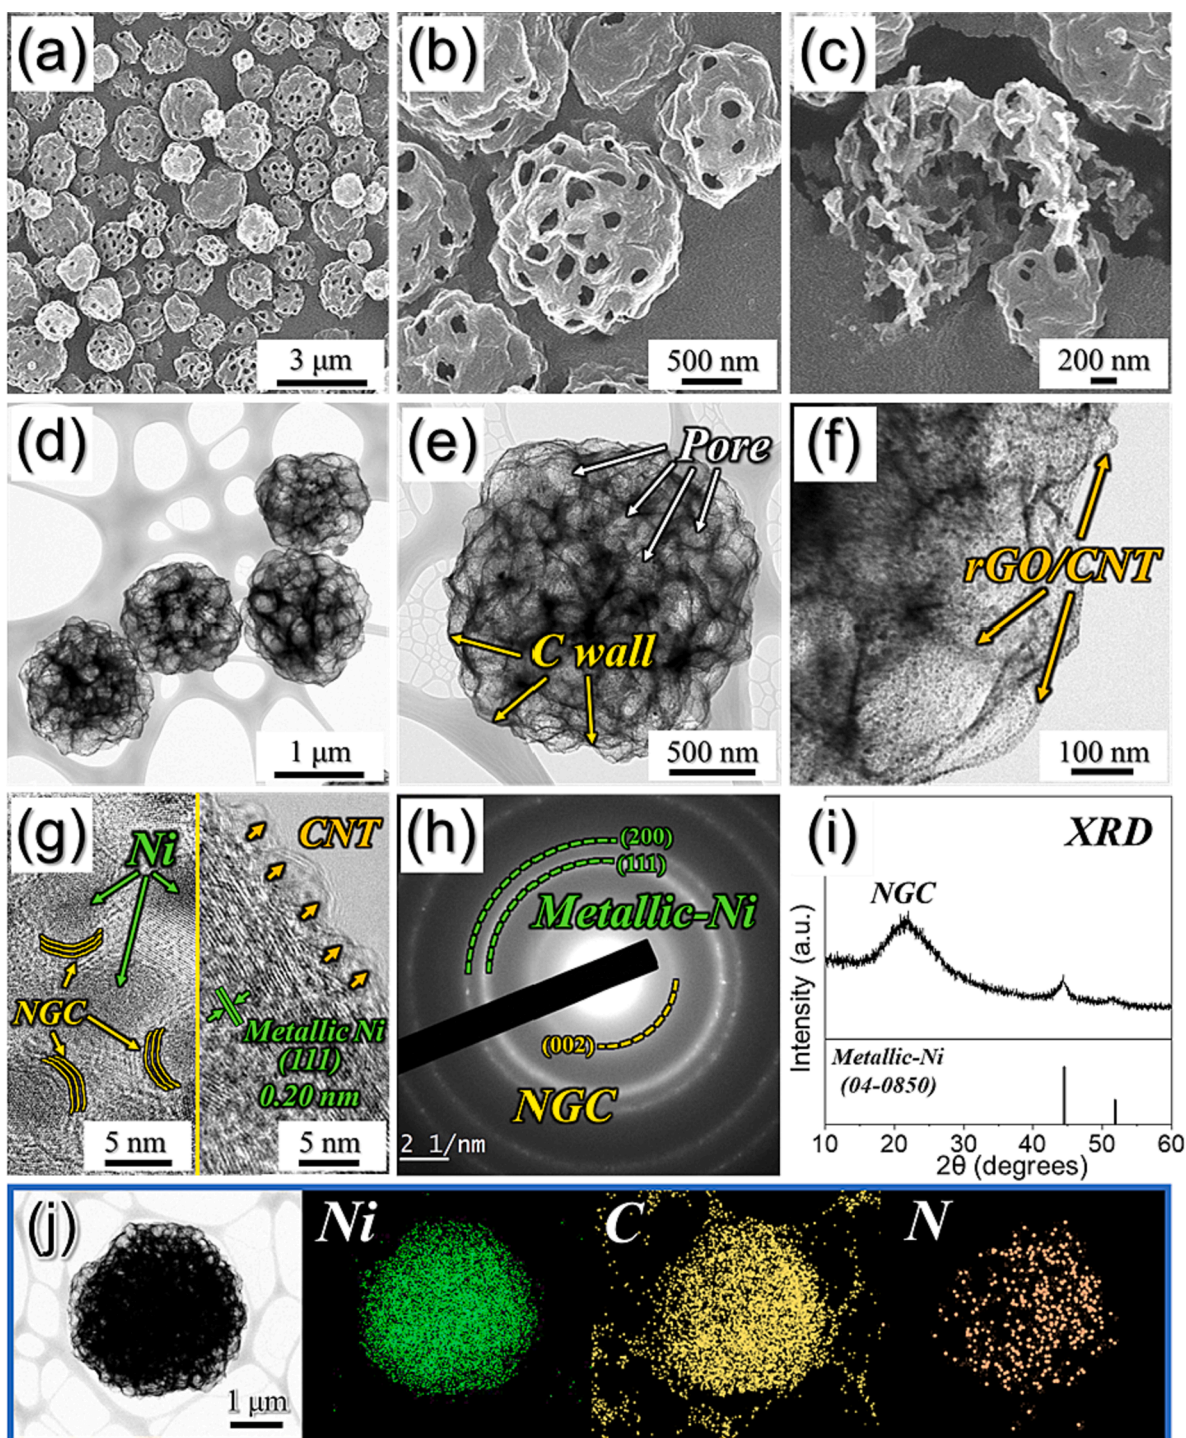 (a)
3 μm
(b)
500 nm
(c)
200 nm
(d)
1 μm
(e)
Pore
C wall
500 nm
(f)
rGO/CNT
100 nm
(g)
Ni
NGC
5 nm
CNT
Metallic Ni
(111)
0.20 nm
5 nm
(h)
(200)
(111)
Metallic-Ni
(002)
NGC
2 1/nm
(i)
XRD
NGC
Intensity (a.u.)
Metallic-Ni
(04-0850)
10 20 30 40 50 60
2θ (degrees)
(j)
1 μm
Ni
C
N